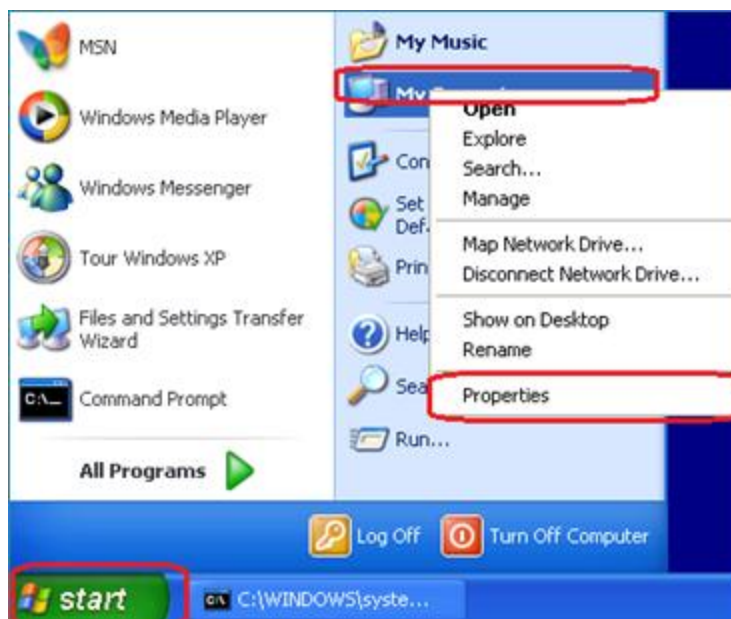 MSN
Windows Media Player
Windows Messenger
Tour Windows XP
Files and Settings Transfer
Wizard
C:\_
Command Prompt
All Programs
My Music
My
Con
Set
Def
Prin
Help
Sea
Run...
Open
Explore
Search...
Manage
Map Network Drive...
Disconnect Network Drive...
Show on Desktop
Rename
Properties
Log Off
Turn Off Computer
start
C:\WINDOWS\syste...